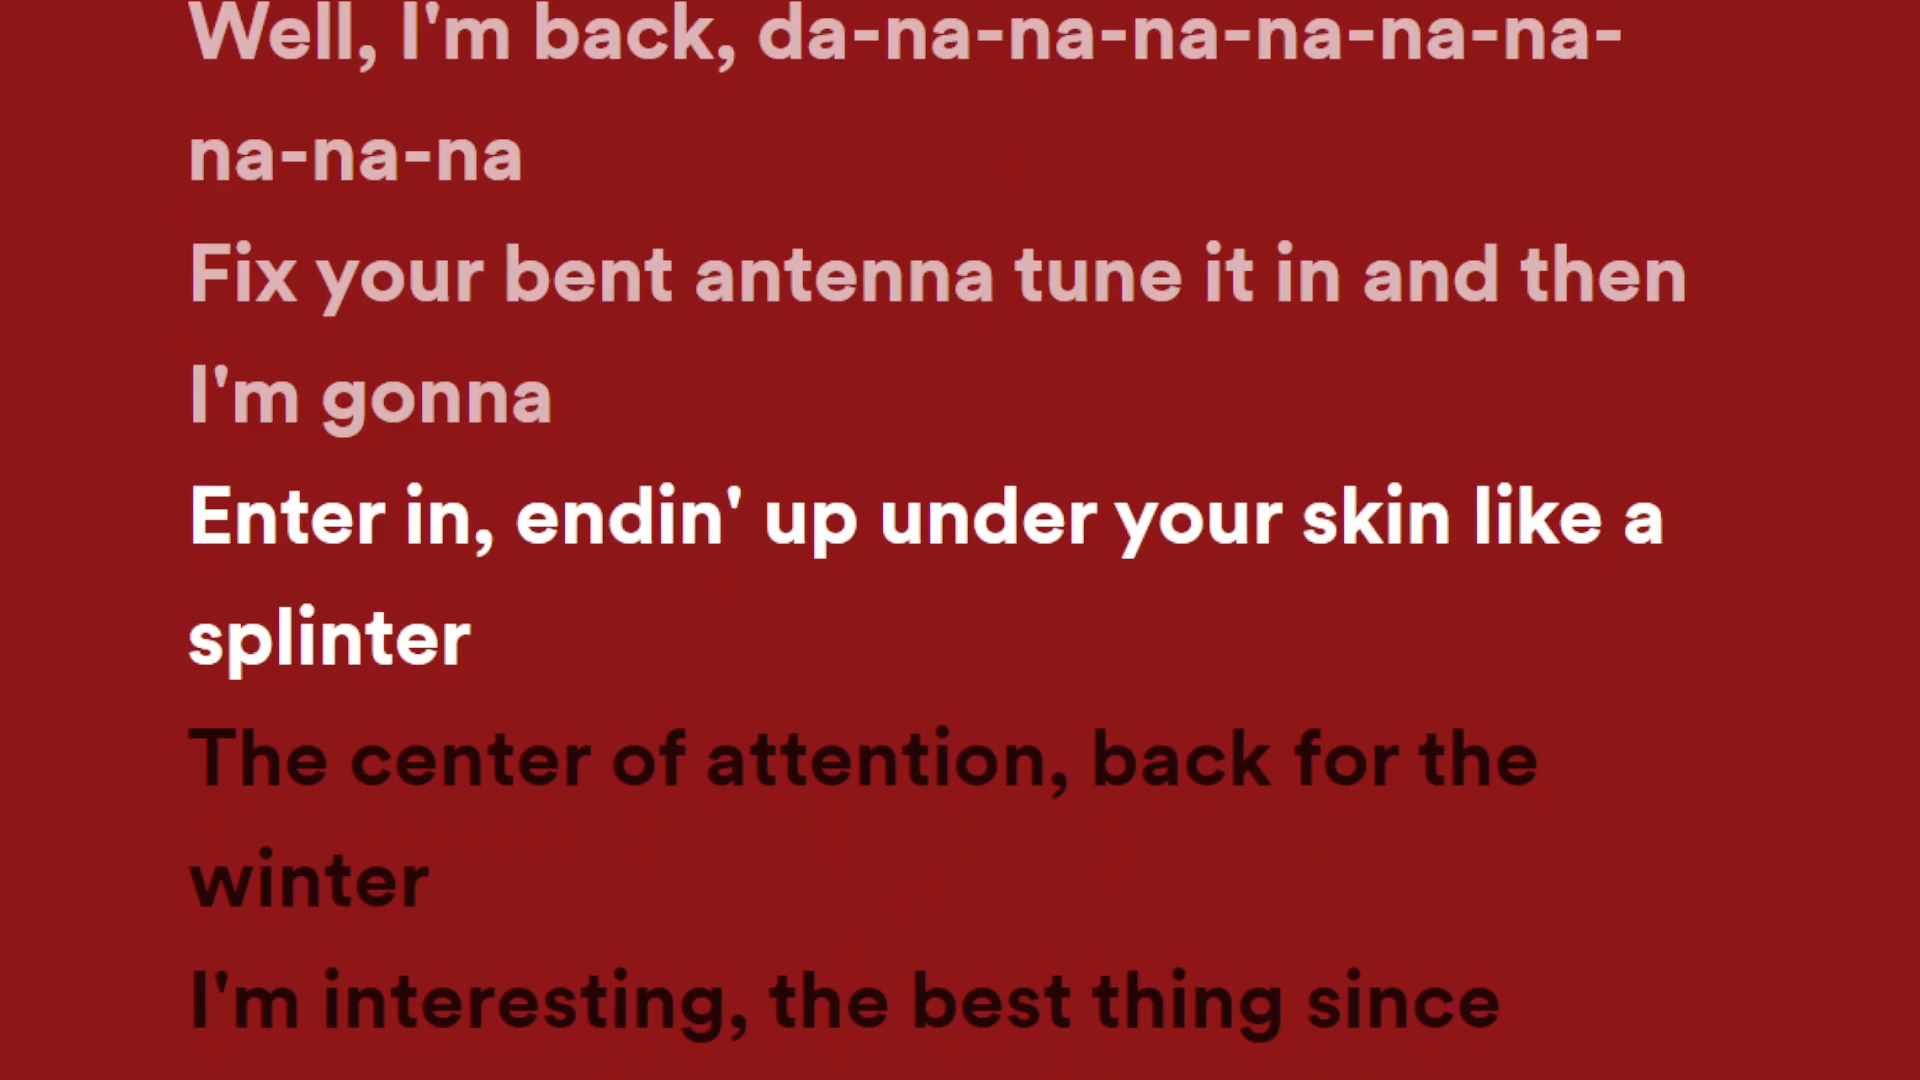 Well, I'm back, da-na-na-na-na-na-na-
na-na-na
Fix your bent antenna tune it in and then
I'm gonna
Enter in, endin' up under your skin like a
splinter
The center of attention, back for the
winter
I'm interesting, the best thing since